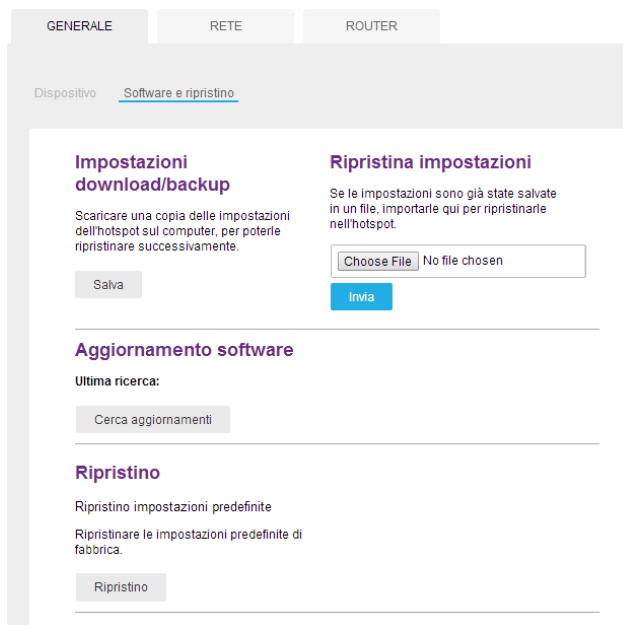 GENERALE RETE ROUTER
Dispositivo Software e ripristino
Impostazioni
download/backup
Scaricare una copia delle impostazioni
dell'hotspot sul computer, per poterle
ripristinare successivamente.
Salva
Ripristina impostazioni
Se le impostazioni sono già state salvate
in un file, importarle qui per ripristinarle
nell'hotspot.
Choose File No file chosen
Invia
Aggiornamento software
Ultima ricerca:
Cerca aggiornamenti
Ripristino
Ripristino impostazioni predefinite
Ripristinare le impostazioni predefinite di
fabbrica.
Ripristino